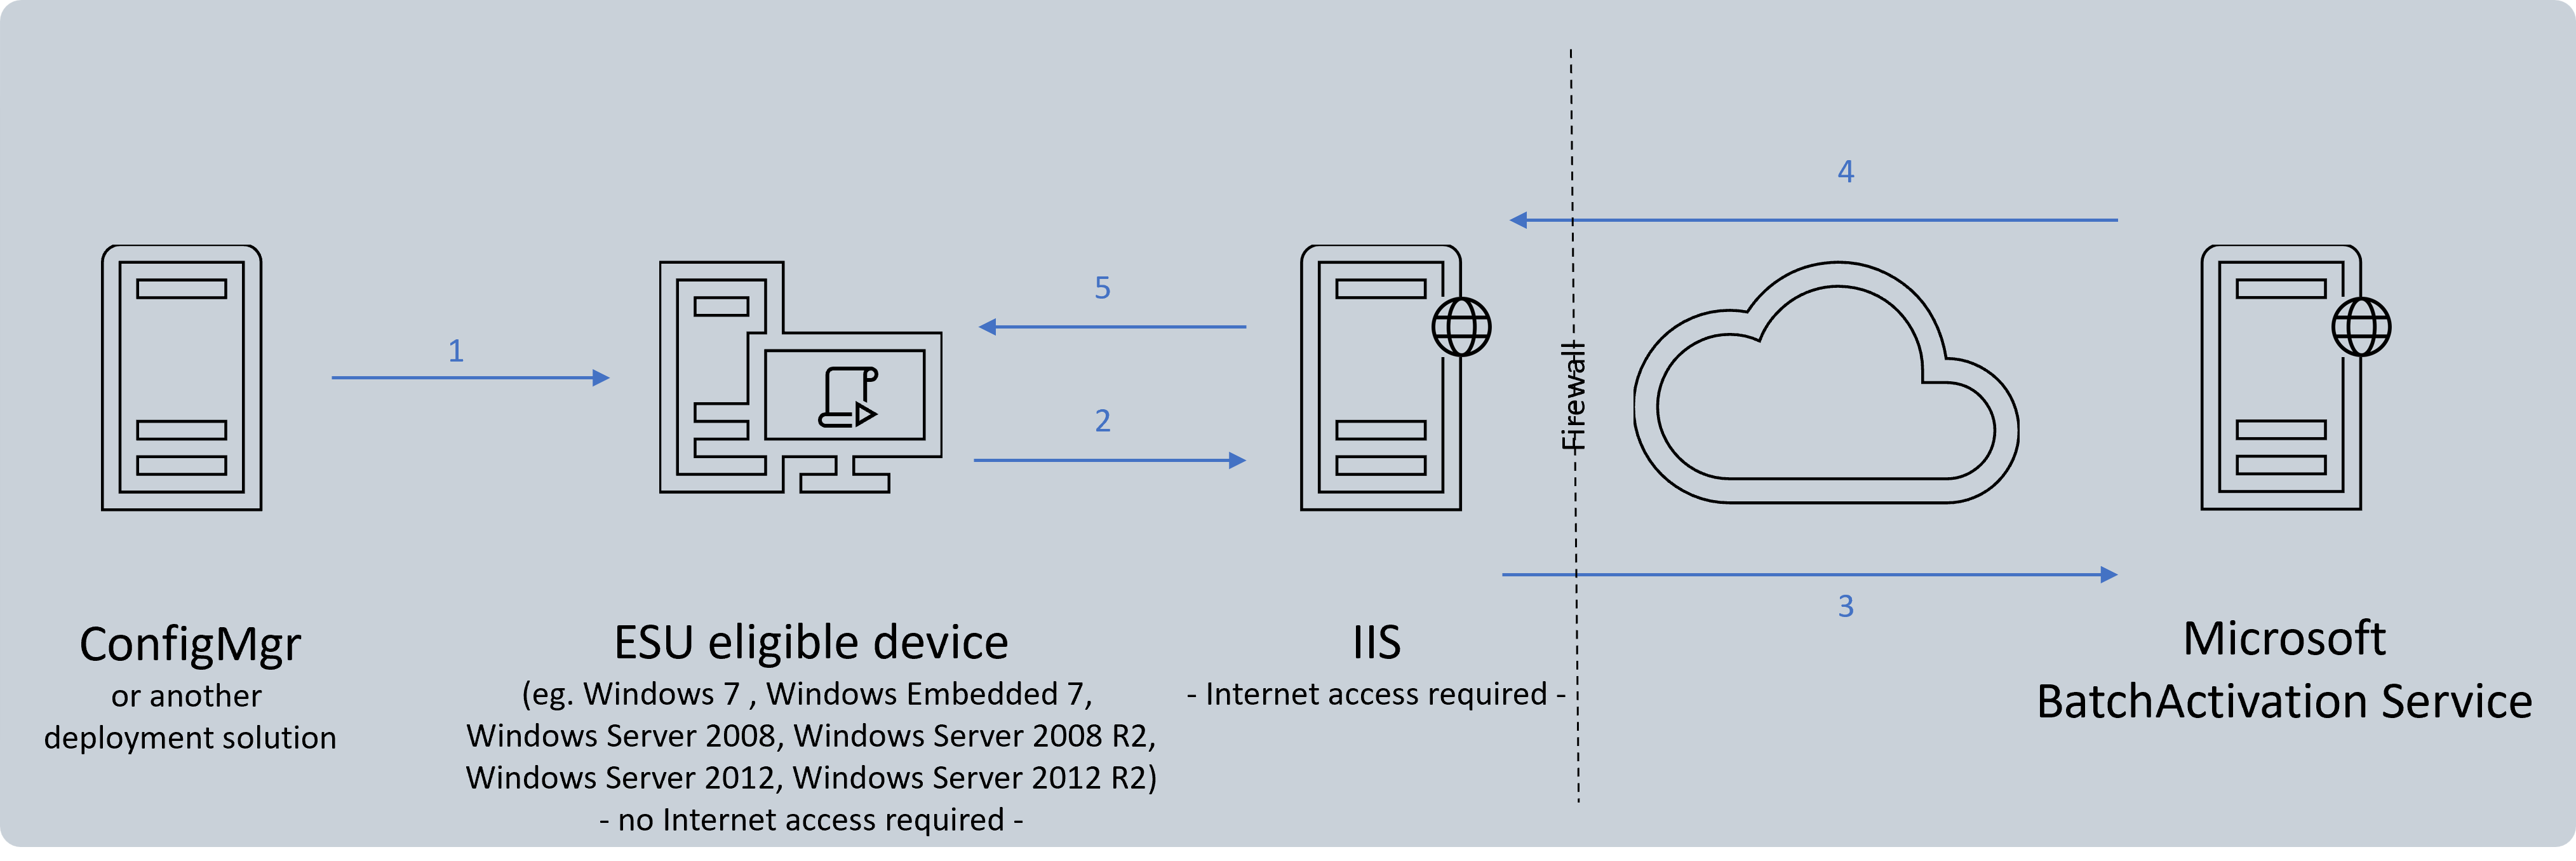 4
5
1
Firewall
2
3
ConfigMgr
or another
deployment solution
ESU eligible device
(eg. Windows 7 , Windows Embedded 7,
Windows Server 2008, Windows Server 2008 R2,
Windows Server 2012, Windows Server 2012 R2)
- no Internet access required -
IIS
- Internet access required -
Microsoft
BatchActivation Service